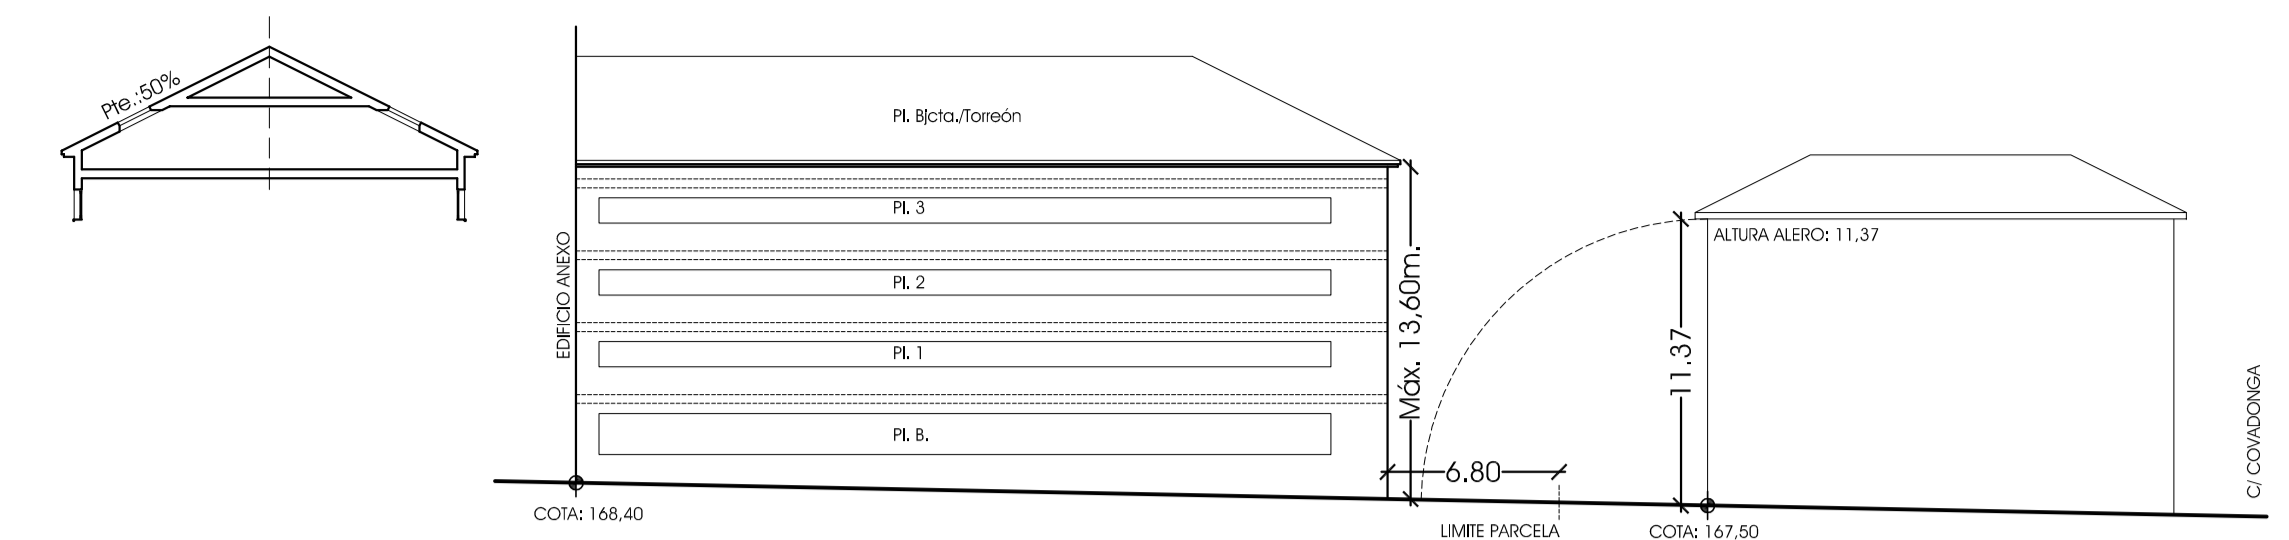 Pte.:50%
Pl. Bjcta./Torreón
Pl. 3
Pl. 2
Pl. 1
Pl. B.
EDIFICIO ANEXO
COTA: 168,40
Máx. 13,60m.
6.80
LIMITE PARCELA
11.37
ALTURA ALERO: 11,37
COTA: 167,50
C/ COVADONGA